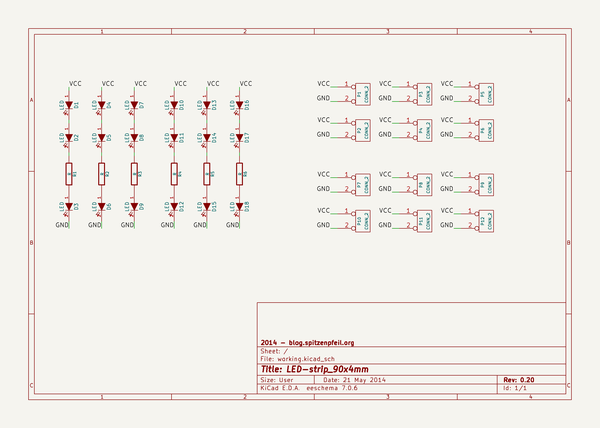 1 2 3 4
VCC VCC VCC VCC VCC VCC
LED D1 LED D4 LED D7 LED D10 LED D13 LED D16
LED D2 LED D5 LED D8 LED D11 LED D14 LED D17
R R1 R R2 R R3 R R4 R R5 R R6
LED D3 LED D6 LED D9 LED D12 LED D15 LED D18
GND GND GND GND GND GND
VCC 1 P1 CONN_2 VCC 1 P3 CONN_2 VCC 1 P5 CONN_2
GND 2 GND 2 GND 2
VCC 1 P2 CONN_2 VCC 1 P4 CONN_2 VCC 1 P6 CONN_2
GND 2 GND 2 GND 2
VCC 1 P7 CONN_2 VCC 1 P8 CONN_2 VCC 1 CONN_2
GND 2 GND 2 GND 2
VCC 1 P10 CONN_2 VCC 1 P11 CONN_2 VCC 1 P12 CONN_2
GND 2 GND 2 GND 2
A A
B B
C C
2014 - blog.spitzenpfeil.org
Sheet: /
File: working.kicad_sch
Title: LED-strip_90x4mm
Size: User Date: 21 May 2014 Rev: 0.20
KiCad E.D.A. eeschema 7.0.6 Id: 1/1
1 2 3 4